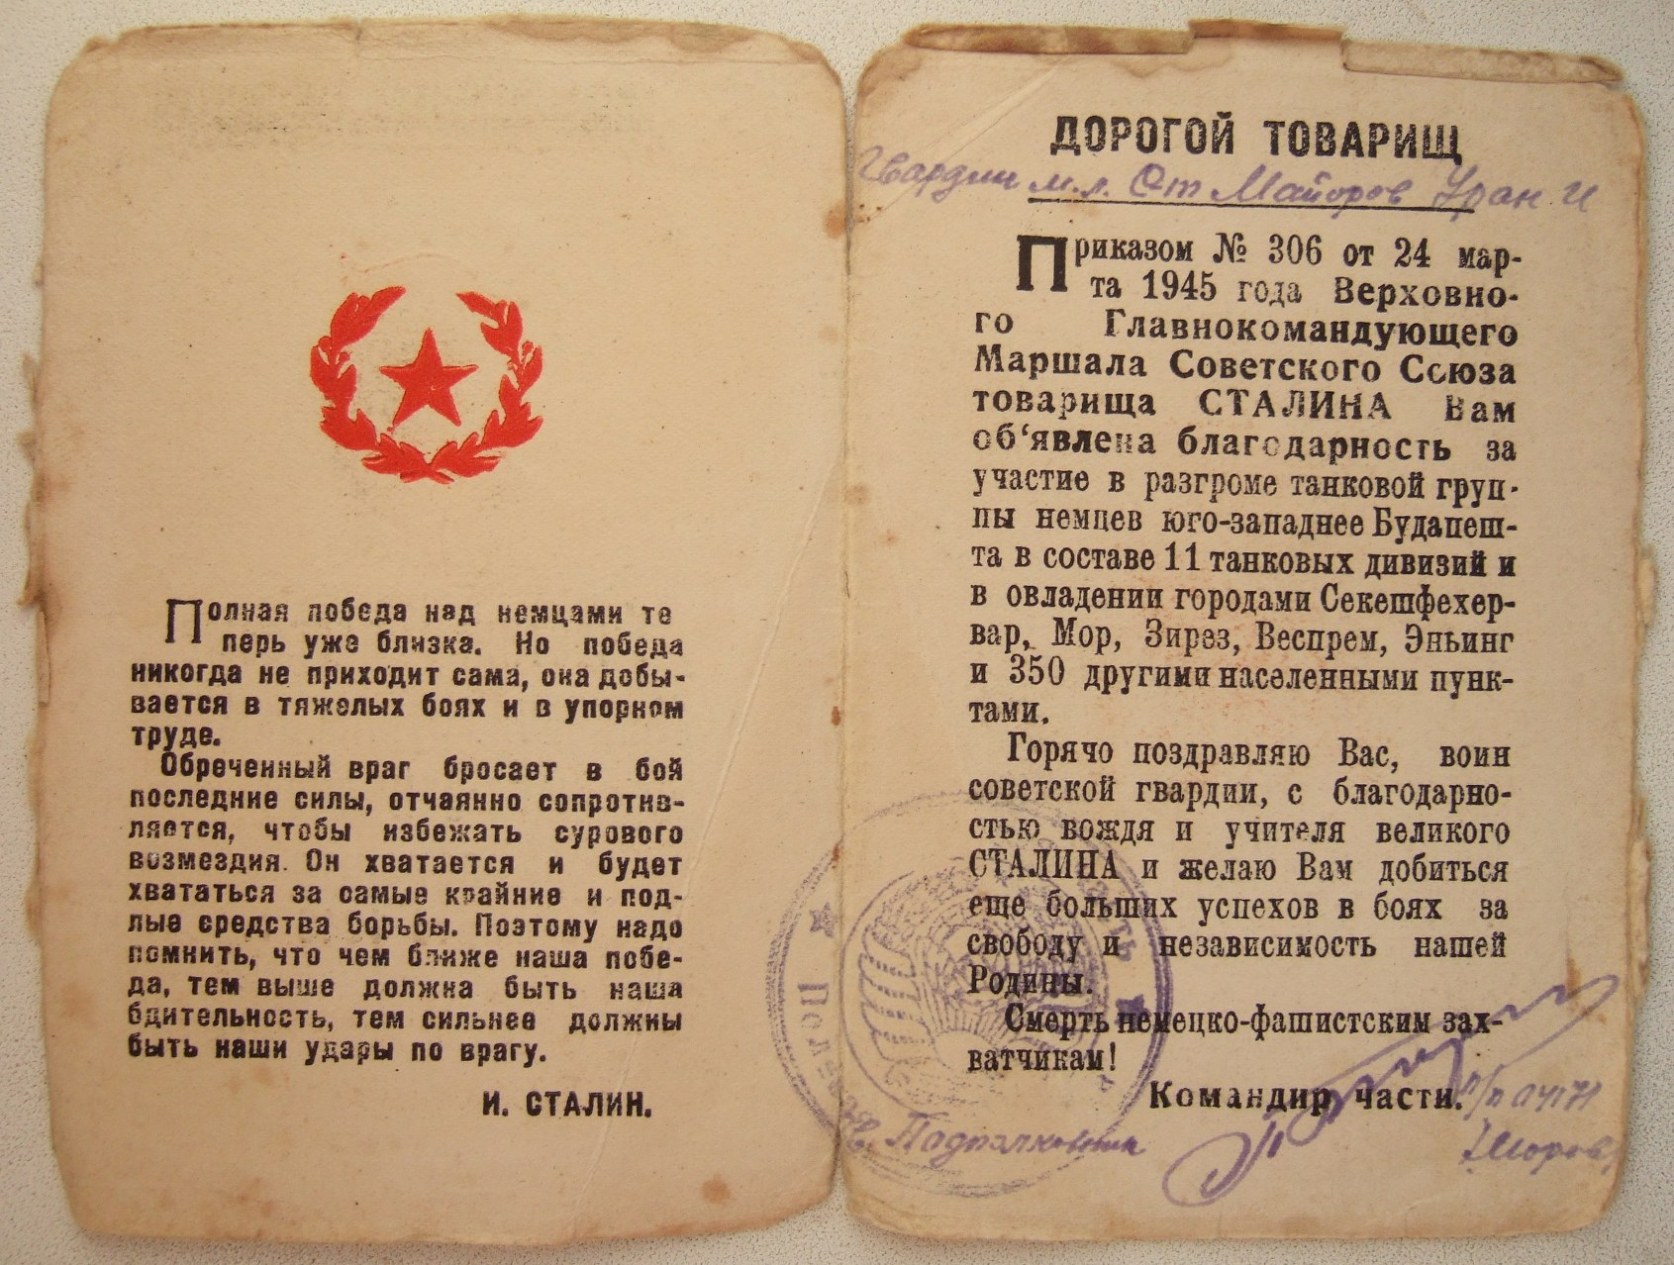 Полная победа над немцами те
перь уже близка. Но победа
никогда не приходит сама, она добы-
вается в тяжелых боях и в упорном
труде.
Обреченный враг бросает в бой
последние силы, отчаянно сопротив-
ляется, чтобы избежать сурового
возмездия. Он хватается и будет
хвататься за самые крайние и под-
лые средства борьбы. Поэтому надо
помнить, что чем ближе наша побе-
да, тем выше должна быть наша
бдительность, тем сильнее должны
быть наши удары по врагу.
И. СТАЛИН.
ДОРОГОЙ ТОВАРИЩ
Гвардии м.л. Ст Майоров Уран И
Приказом № 306 от 24 мар-
та 1945 года Верховно-
го Главнокомандующего
Маршала Советского Союза
товарища СТАЛИНА Вам
об'явлена благодарность за
участие в разгроме танковой груп-
пы немцев юго-западнее Будапеш-
та в составе 11 танковых дивизий и
в овладении городами Секешфехер-
вар, Мор, Зирез, Веспрем, Эньинг
и 350 другими населенными пунк-
тами.
Горячо поздравляю Вас, воин
советской гвардии, с благодарно-
стью вождя и учителя великого
СТАЛИНА и желаю Вам добиться
еще больших успехов в боях за
свободу и независимость нашей
Родины.
Смерть немецко-фашистским зах-
ватчикам!
Командир части.
Гв. Подполковник